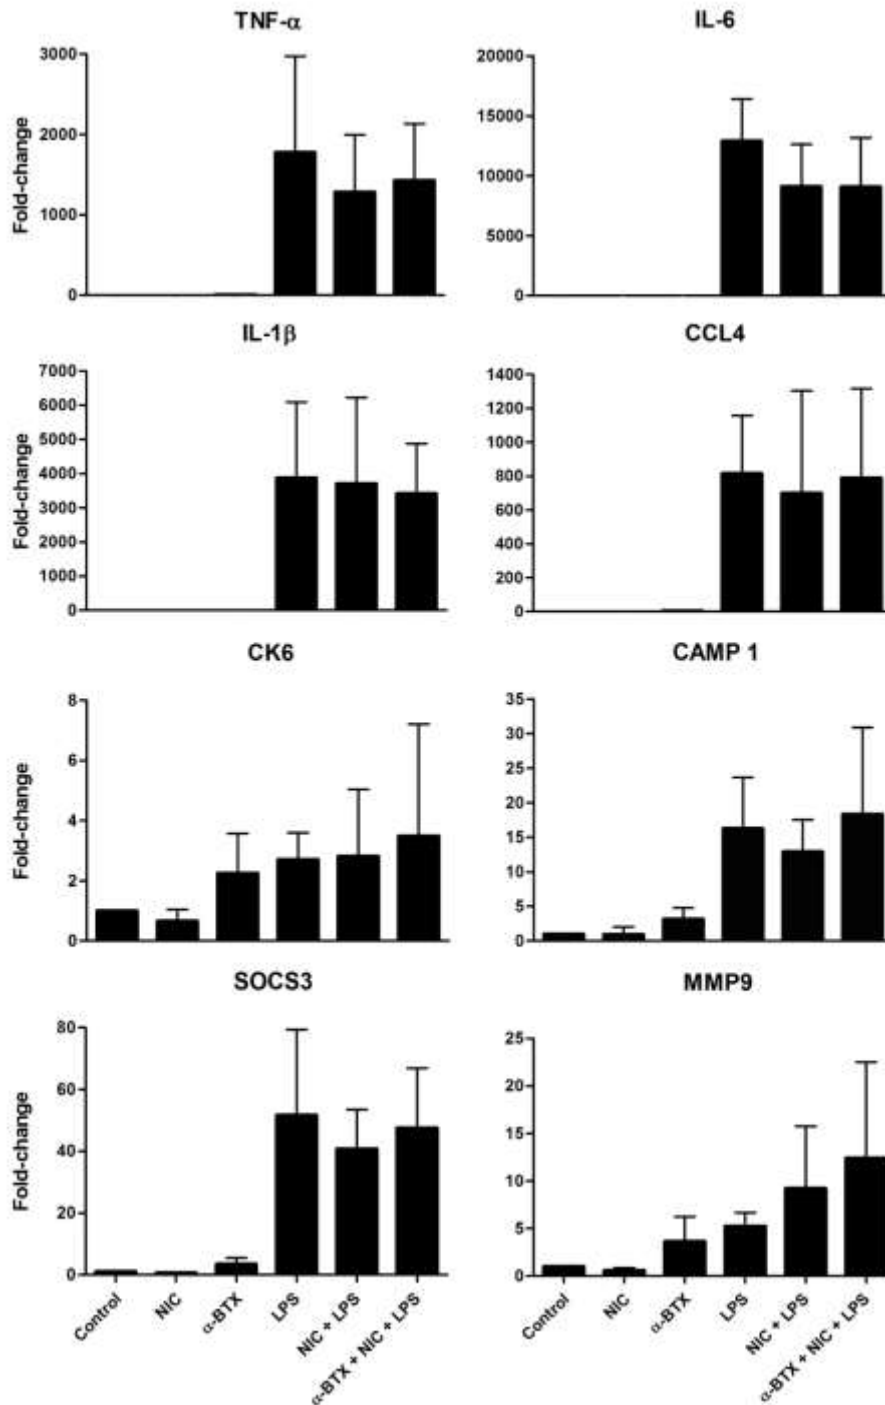 TNF-α
Fold-change
3000
2000
1000
0
IL-6
20000
15000
10000
5000
0
IL-1β
Fold-change
7000
6000
5000
4000
3000
2000
1000
0
CCL4
1400
1200
1000
800
600
400
200
0
CK6
Fold-change
8
6
4
2
0
CAMP 1
35
30
25
20
15
10
5
0
SOCS3
Fold-change
80
60
40
20
0
Control
NIC
α-BTX
LPS
NIC + LPS
α-BTX + NIC + LPS
MMP9
25
20
15
10
5
0
Control
NIC
α-BTX
LPS
NIC + LPS
α-BTX + NIC + LPS